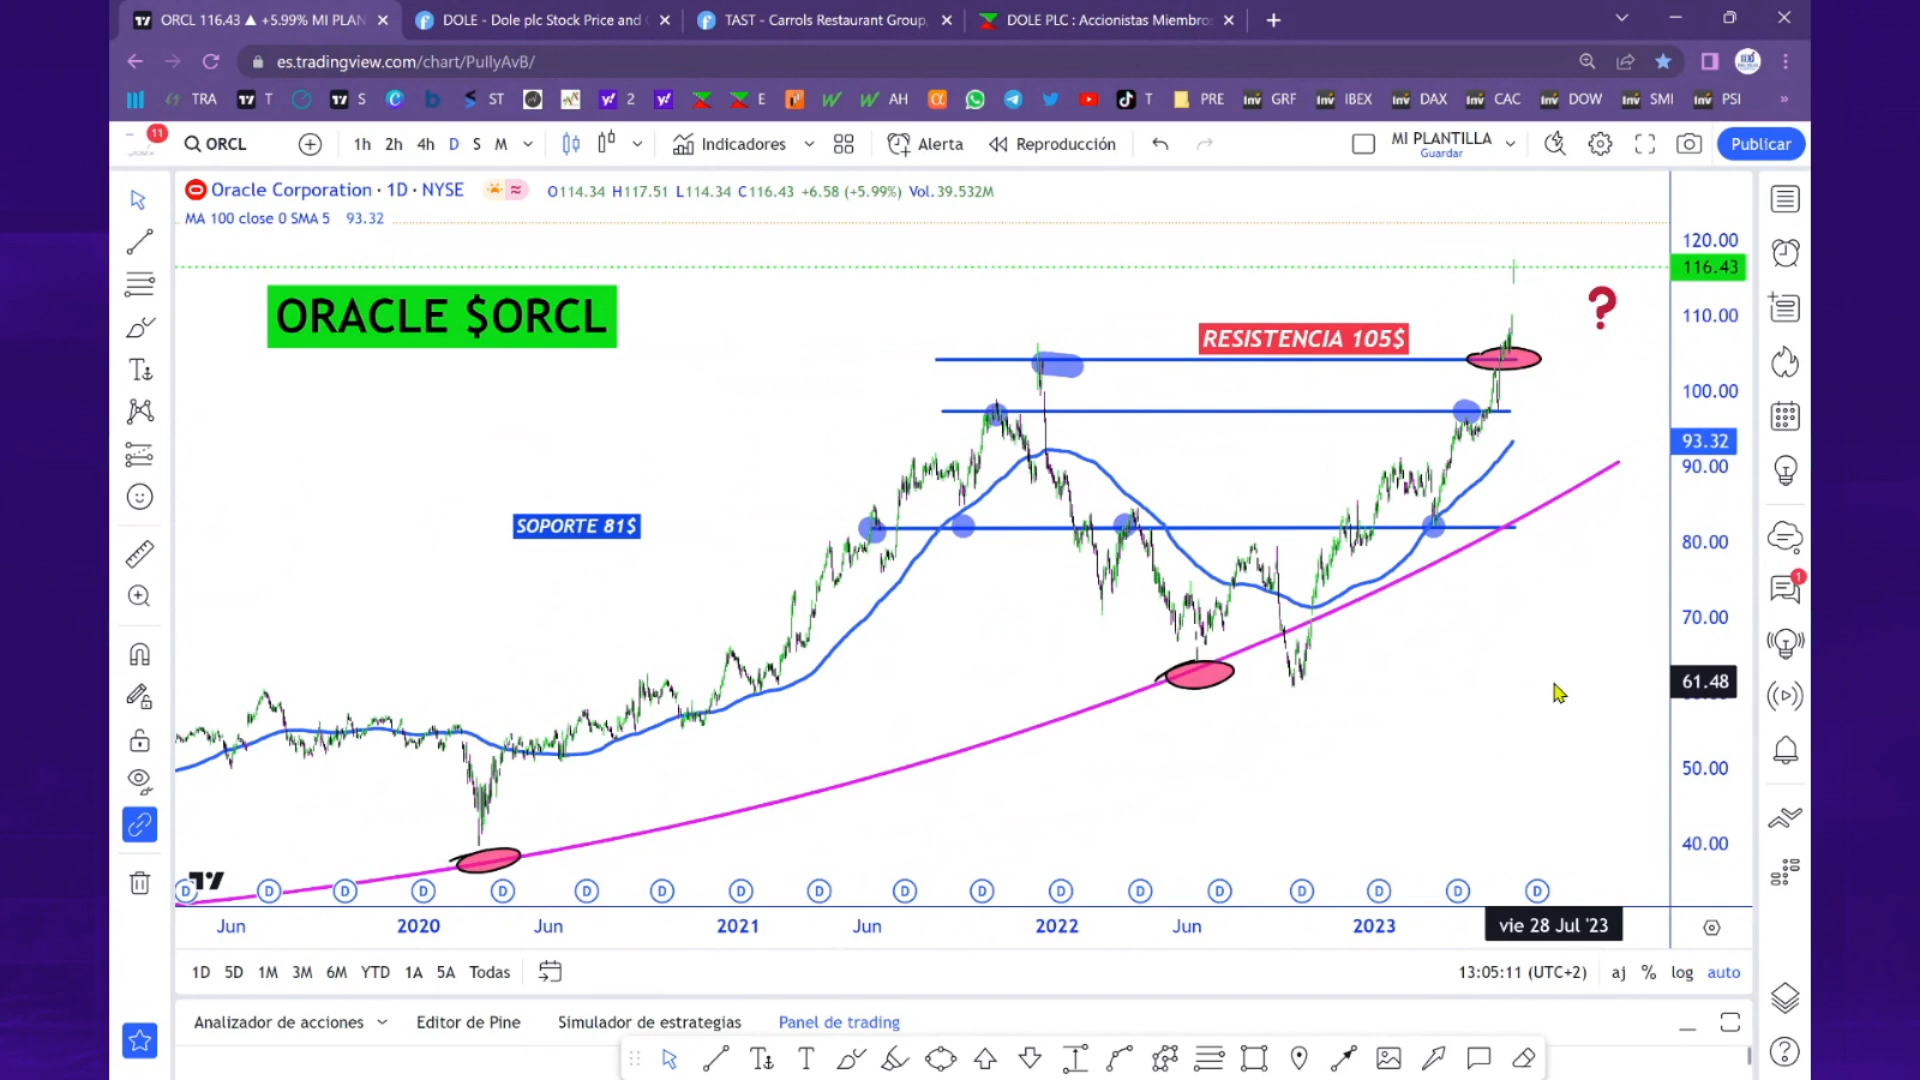 ORCL 116.43 ▲ +5.99% MI PLAN
DOLE - Dole plc Stock Price and
TAST - Carrols Restaurant Group,
DOLE PLC : Accionistas Miembro
es.tradingview.com/chart/PuIlyAvB/
TRA
T
S
ST
2
E
AH
T
PRE
GRF
IBEX
DAX
CAC
DOW
SMI
PSI
»
11
ORCL
1h 2h 4h D S M
Indicadores
Alerta
Reproducción
MI PLANTILLA
Guardar
Publicar
Oracle Corporation · 1D · NYSE
O114.34 H117.51 L114.34 C116.43 +6.58 (+5.99%) Vol.39.532M
MA 100 close 0 SMA 5 93.32
120.00
116.43
ORACLE $ORCL
?
110.00
RESISTENCIA 105$
100.00
93.32
90.00
SOPORTE 81$
80.00
1
70.00
61.48
50.00
40.00
D D D D D D D D D D D D D D D D D D
Jun 2020 Jun 2021 Jun 2022 Jun 2023 vie 28 Jul '23
1D 5D 1M 3M 6M YTD 1A 5A Todas
13:05:11 (UTC+2) aj % log auto
Analizador de acciones
Editor de Pine
Simulador de estrategias
Panel de trading